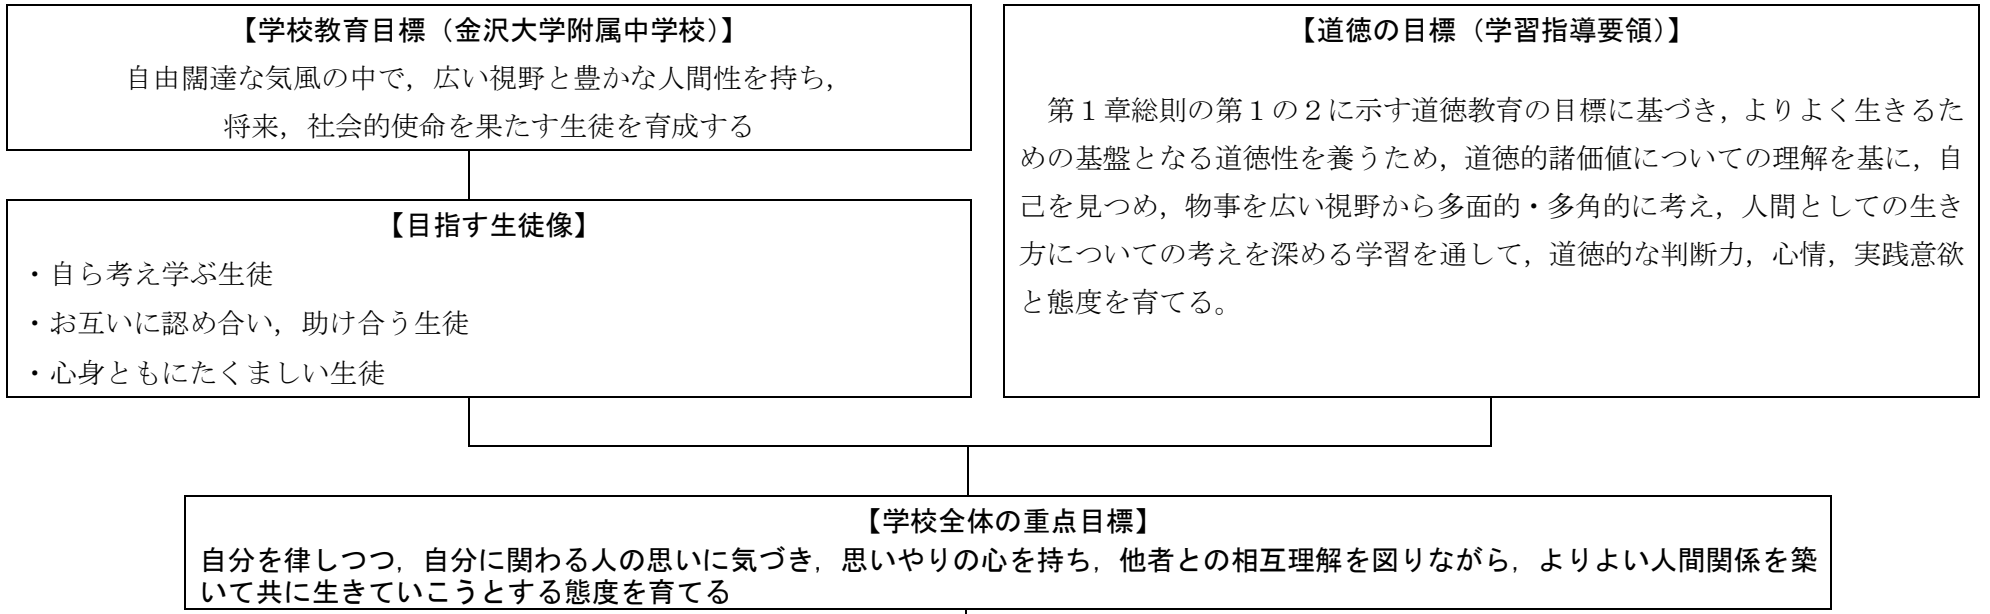 【学校教育目標（金沢大学附属中学校）】
自由闊達な気風の中で，広い視野と豊かな人間性を持ち，
将来，社会的使命を果たす生徒を育成する
【目指す生徒像】
・自ら考え学ぶ生徒
・お互いに認め合い，助け合う生徒
・心身ともにたくましい生徒
【道徳の目標（学習指導要領）】
第１章総則の第１の２に示す道徳教育の目標に基づき，よりよく生きるた
めの基盤となる道徳性を養うため，道徳的諸価値についての理解を基に，自
己を見つめ，物事を広い視野から多面的・多角的に考え，人間としての生き
方についての考えを深める学習を通して，道徳的な判断力，心情，実践意欲
と態度を育てる。
【学校全体の重点目標】
自分を律しつつ，自分に関わる人の思いに気づき，思いやりの心を持ち，他者との相互理解を図りながら，よりよい人間関係を築
いて共に生きていこうとする態度を育てる